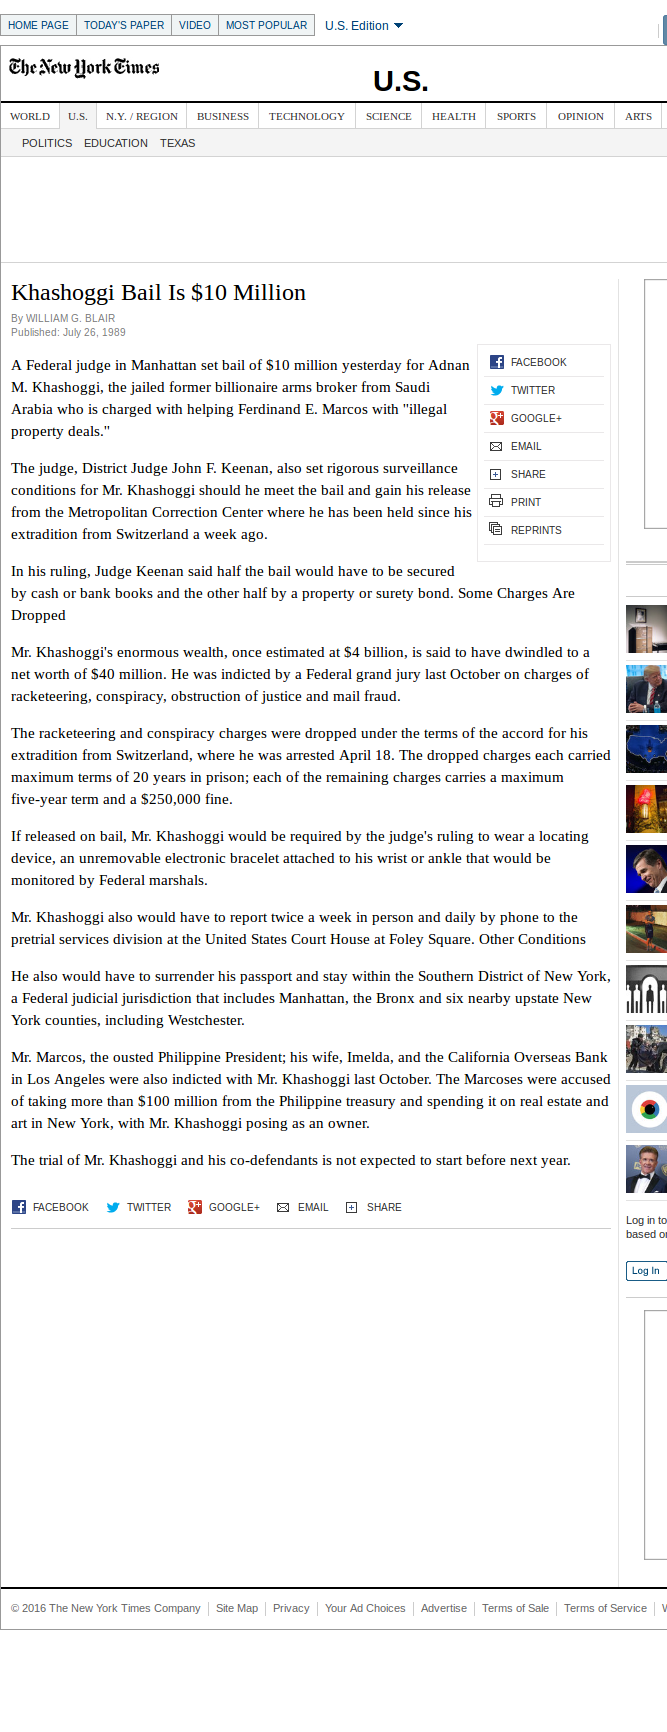 HOME PAGE TODAY'S PAPER VIDEO MOST POPULAR U.S. Edition
The New York Times
U.S.
WORLD U.S. N.Y. / REGION BUSINESS TECHNOLOGY SCIENCE HEALTH SPORTS OPINION ARTS
POLITICS EDUCATION TEXAS
Khashoggi Bail Is $10 Million
By WILLIAM G. BLAIR
Published: July 26, 1989
A Federal judge in Manhattan set bail of $10 million yesterday for Adnan
M. Khashoggi, the jailed former billionaire arms broker from Saudi
Arabia who is charged with helping Ferdinand E. Marcos with "illegal
property deals."
The judge, District Judge John F. Keenan, also set rigorous surveillance
conditions for Mr. Khashoggi should he meet the bail and gain his release
from the Metropolitan Correction Center where he has been held since his
extradition from Switzerland a week ago.
FACEBOOK
TWITTER
GOOGLE+
EMAIL
SHARE
PRINT
REPRINTS
In his ruling, Judge Keenan said half the bail would have to be secured
by cash or bank books and the other half by a property or surety bond. Some Charges Are
Dropped
Mr. Khashoggi's enormous wealth, once estimated at $4 billion, is said to have dwindled to a
net worth of $40 million. He was indicted by a Federal grand jury last October on charges of
racketeering, conspiracy, obstruction of justice and mail fraud.
The racketeering and conspiracy charges were dropped under the terms of the accord for his
extradition from Switzerland, where he was arrested April 18. The dropped charges each carried
maximum terms of 20 years in prison; each of the remaining charges carries a maximum
five-year term and a $250,000 fine.
If released on bail, Mr. Khashoggi would be required by the judge's ruling to wear a locating
device, an unremovable electronic bracelet attached to his wrist or ankle that would be
monitored by Federal marshals.
Mr. Khashoggi also would have to report twice a week in person and daily by phone to the
pretrial services division at the United States Court House at Foley Square. Other Conditions
He also would have to surrender his passport and stay within the Southern District of New York,
a Federal judicial jurisdiction that includes Manhattan, the Bronx and six nearby upstate New
York counties, including Westchester.
Mr. Marcos, the ousted Philippine President; his wife, Imelda, and the California Overseas Bank
in Los Angeles were also indicted with Mr. Khashoggi last October. The Marcoses were accused
of taking more than $100 million from the Philippine treasury and spending it on real estate and
art in New York, with Mr. Khashoggi posing as an owner.
The trial of Mr. Khashoggi and his co-defendants is not expected to start before next year.
FACEBOOK TWITTER GOOGLE+ EMAIL SHARE
Log in to
based on
Log In
© 2016 The New York Times Company Site Map Privacy Your Ad Choices Advertise Terms of Sale Terms of Service